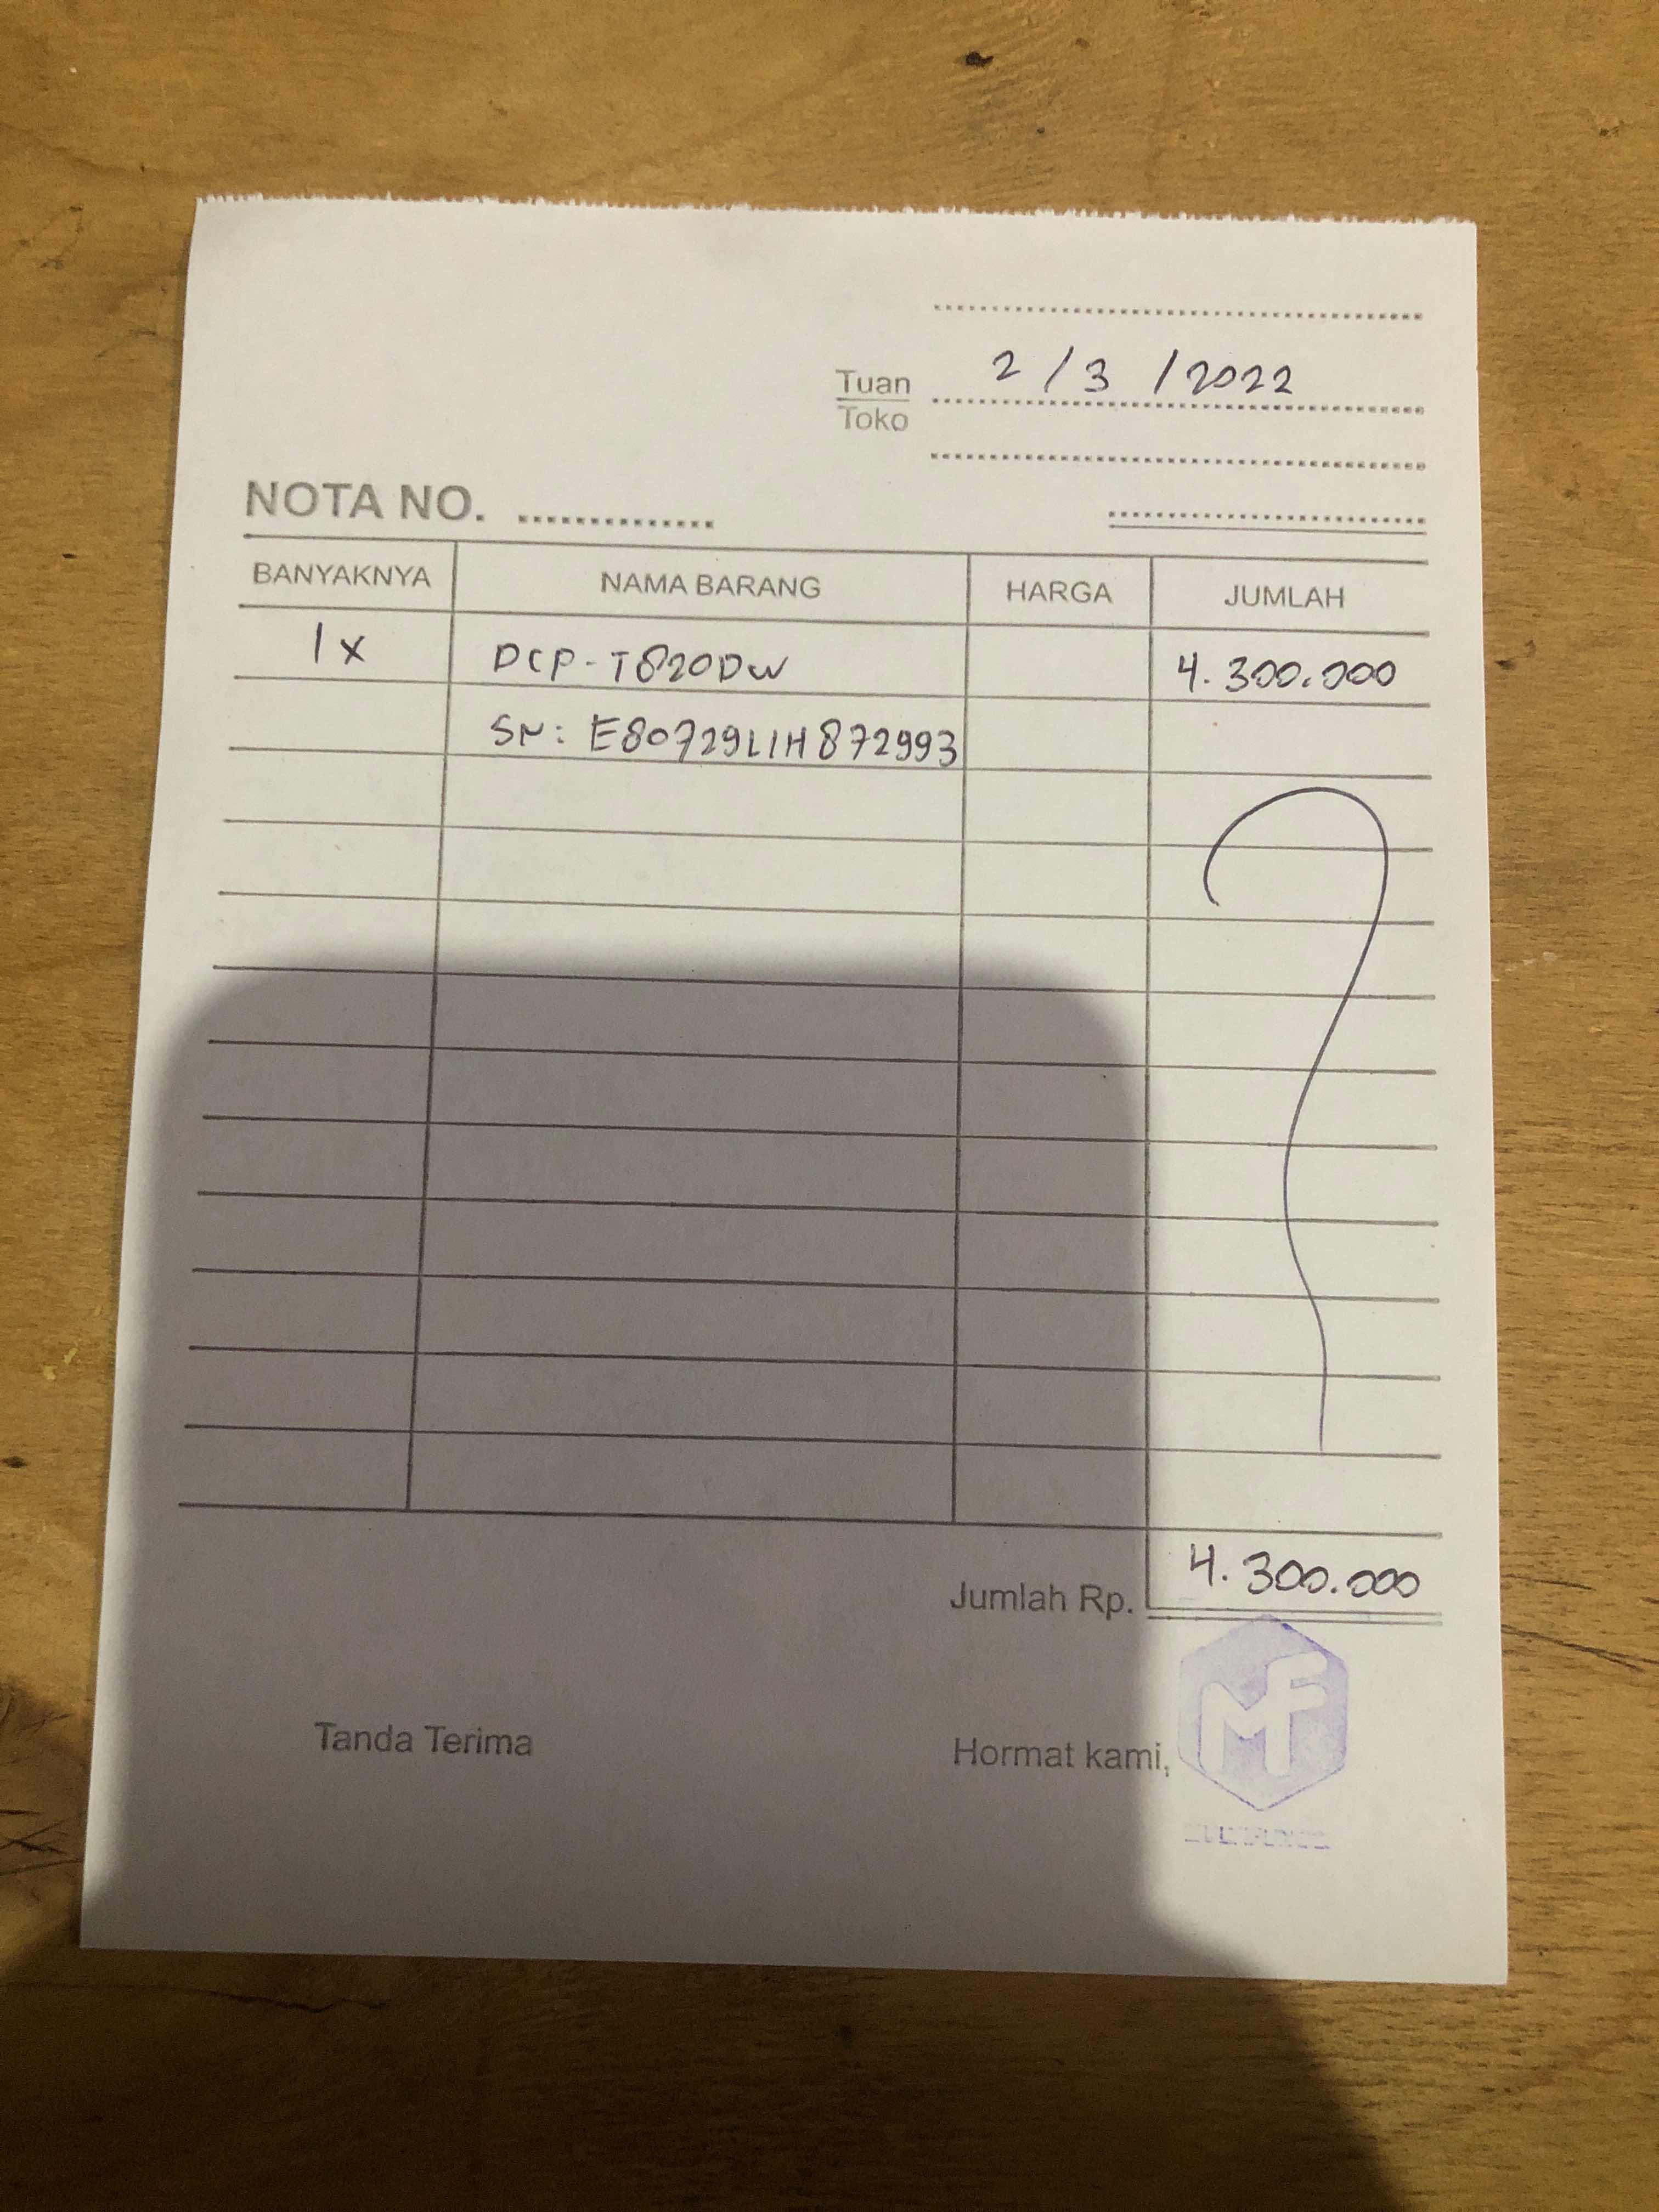 2/3/2022
Tuan
Toko
NOTA NO.
BANYAKNYA NAMA BARANG HARGA JUMLAH
1x DCP-T820DW 4.300.000
SN: E80729L1H872993
Jumlah Rp. 4.300.000
Tanda Terima Hormat kami,
MF